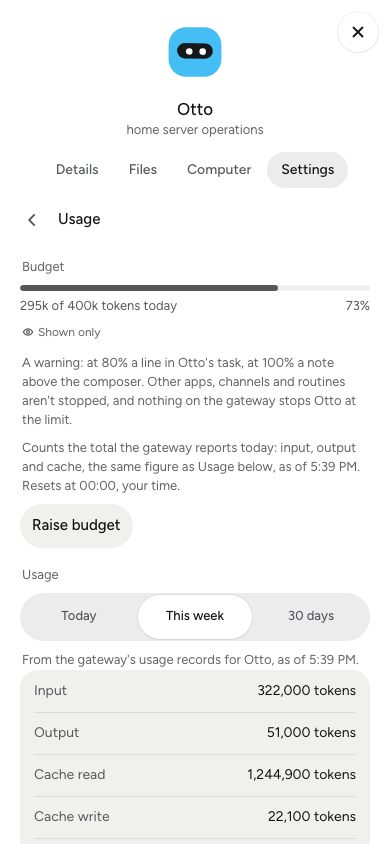 Otto
home server operations
Details Files Computer Settings
Usage
Budget
295k of 400k tokens today 73%
Shown only
A warning: at 80% a line in Otto's task, at 100% a note
above the composer. Other apps, channels and routines
aren't stopped, and nothing on the gateway stops Otto at
the limit.
Counts the total the gateway reports today: input, output
and cache, the same figure as Usage below, as of 5:39 PM.
Resets at 00:00, your time.
Raise budget
Usage
Today This week 30 days
From the gateway's usage records for Otto, as of 5:39 PM.
Input 322,000 tokens
Output 51,000 tokens
Cache read 1,244,900 tokens
Cache write 22,100 tokens